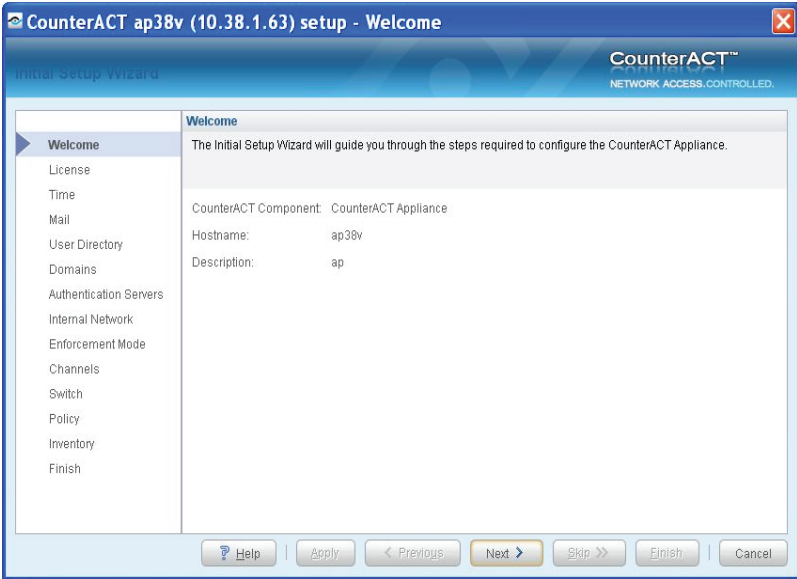 CounterACT ap38v (10.38.1.63) setup - Welcome
Initial Setup Wizard
CounterACT™
NETWORK ACCESS.CONTROLLED.
Welcome
License
Time
Mail
User Directory
Domains
Authentication Servers
Internal Network
Enforcement Mode
Channels
Switch
Policy
Inventory
Finish
Welcome
The Initial Setup Wizard will guide you through the steps required to configure the CounterACT Appliance.
CounterACT Component: CounterACT Appliance
Hostname: ap38v
Description: ap
? Help Apply < Previous Next > Skip >> Finish Cancel